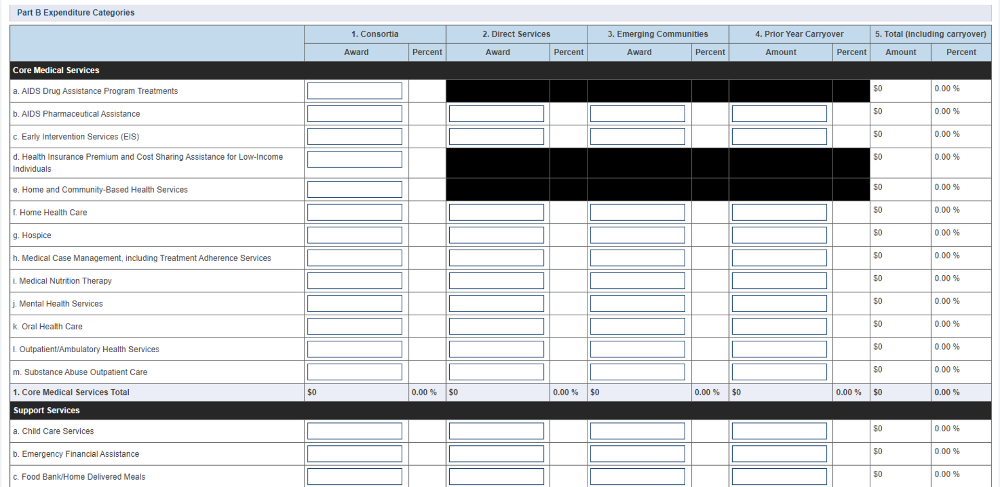 Part B Expenditure Categories
1. Consortia 2. Direct Services 3. Emerging Communities 4. Prior Year Carryover 5. Total (including carryover)
Award Percent Award Percent Award Percent Amount Percent Amount Percent
Core Medical Services
a. AIDS Drug Assistance Program Treatments $0 0.00 %
b. AIDS Pharmaceutical Assistance $0 0.00 %
c. Early Intervention Services (EIS) $0 0.00 %
d. Health Insurance Premium and Cost Sharing Assistance for Low-Income $0 0.00 %
Individuals
e. Home and Community-Based Health Services $0 0.00 %
f. Home Health Care $0 0.00 %
g. Hospice $0 0.00 %
h. Medical Case Management, including Treatment Adherence Services $0 0.00 %
i. Medical Nutrition Therapy $0 0.00 %
j. Mental Health Services $0 0.00 %
k. Oral Health Care $0 0.00 %
l. Outpatient/Ambulatory Health Services $0 0.00 %
m. Substance Abuse Outpatient Care $0 0.00 %
1. Core Medical Services Total $0 0.00 % $0 0.00 % $0 0.00 % $0 0.00 % $0 0.00 %
Support Services
a. Child Care Services $0 0.00 %
b. Emergency Financial Assistance $0 0.00 %
c. Food Bank/Home Delivered Meals $0 0.00 %